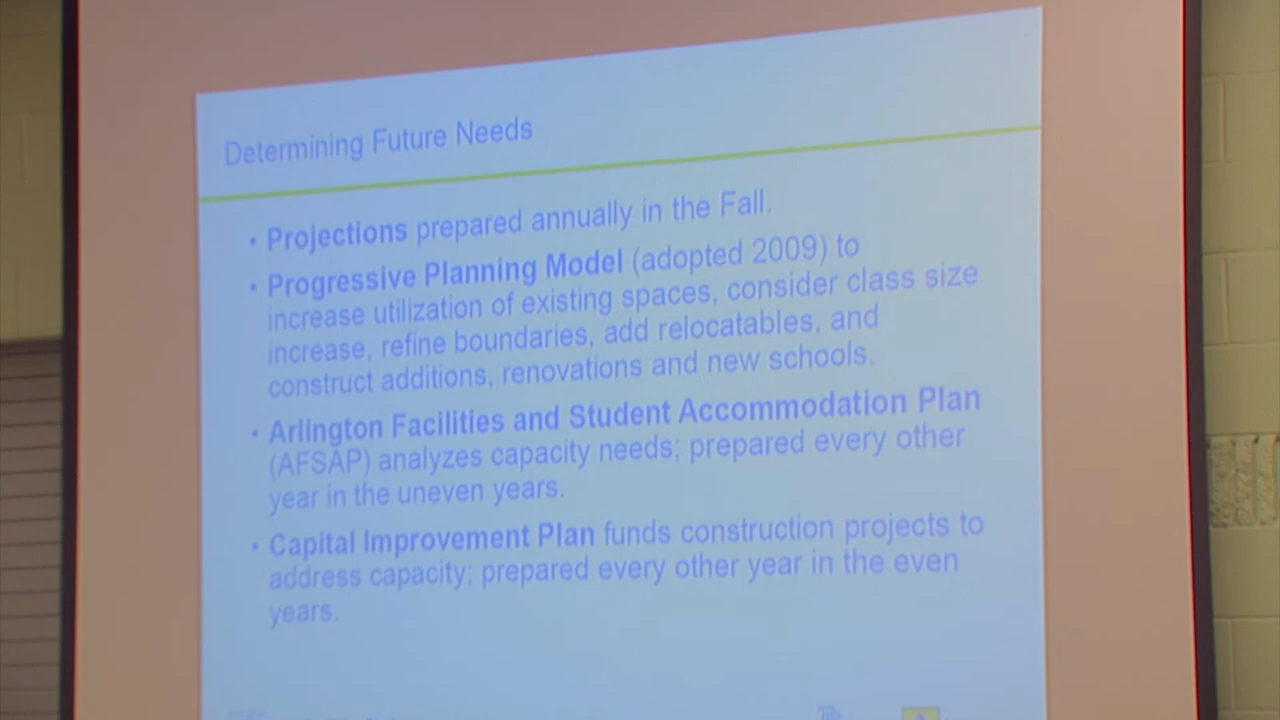 Determining Future Needs
• Projections prepared annually in the Fall.
• Progressive Planning Model (adopted 2009) to
increase utilization of existing spaces, consider class size
increase, refine boundaries, add relocatables, and
construct additions, renovations and new schools.
• Arlington Facilities and Student Accommodation Plan
(AFSAP) analyzes capacity needs; prepared every other
year in the uneven years.
• Capital Improvement Plan funds construction projects to
address capacity; prepared every other year in the even
years.